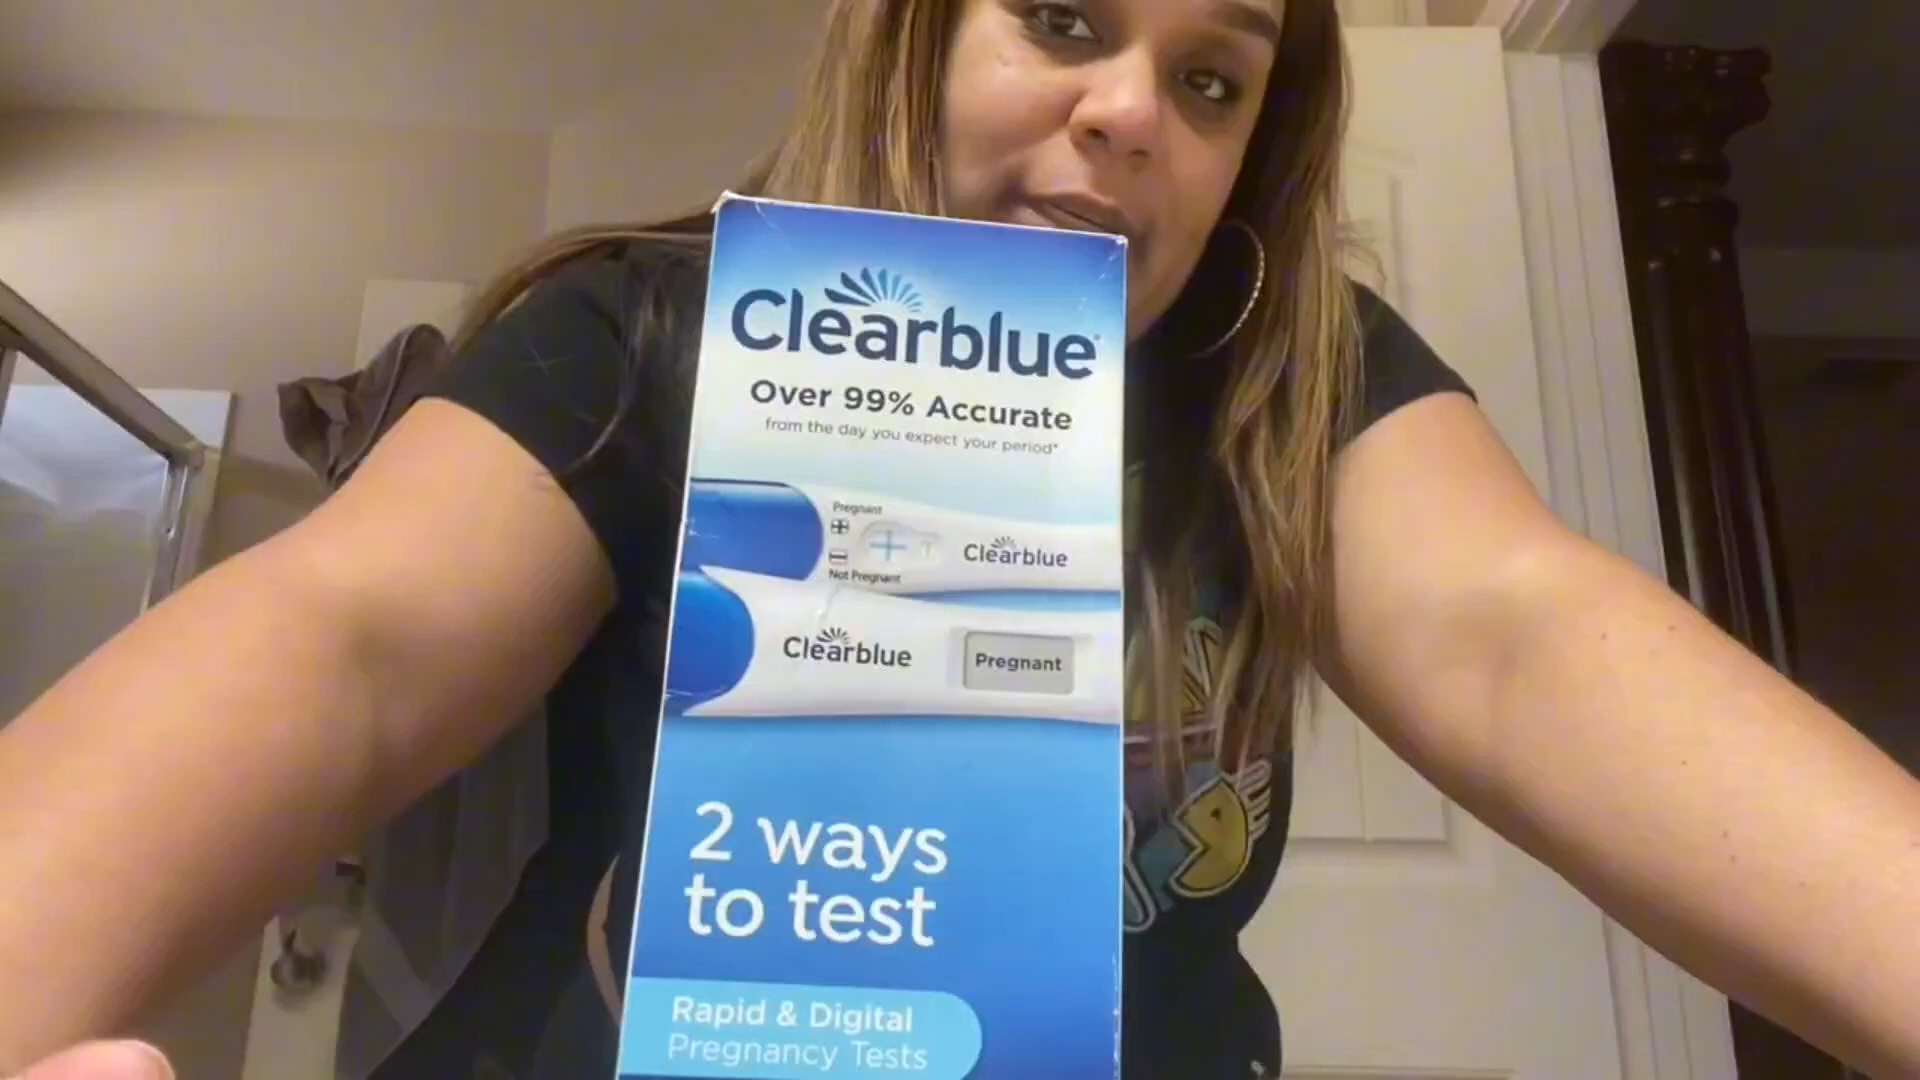 Clearblue
Over 99% Accurate
from the day you expect your period*
Pregnant
Clearblue
Not Pregnant
Clearblue
Pregnant
2 ways
to test
Rapid & Digital
Pregnancy Tests